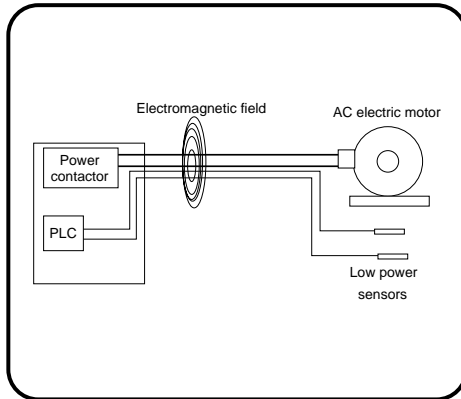 Electromagnetic field
AC electric motor
Power
contactor
PLC
Low power
sensors